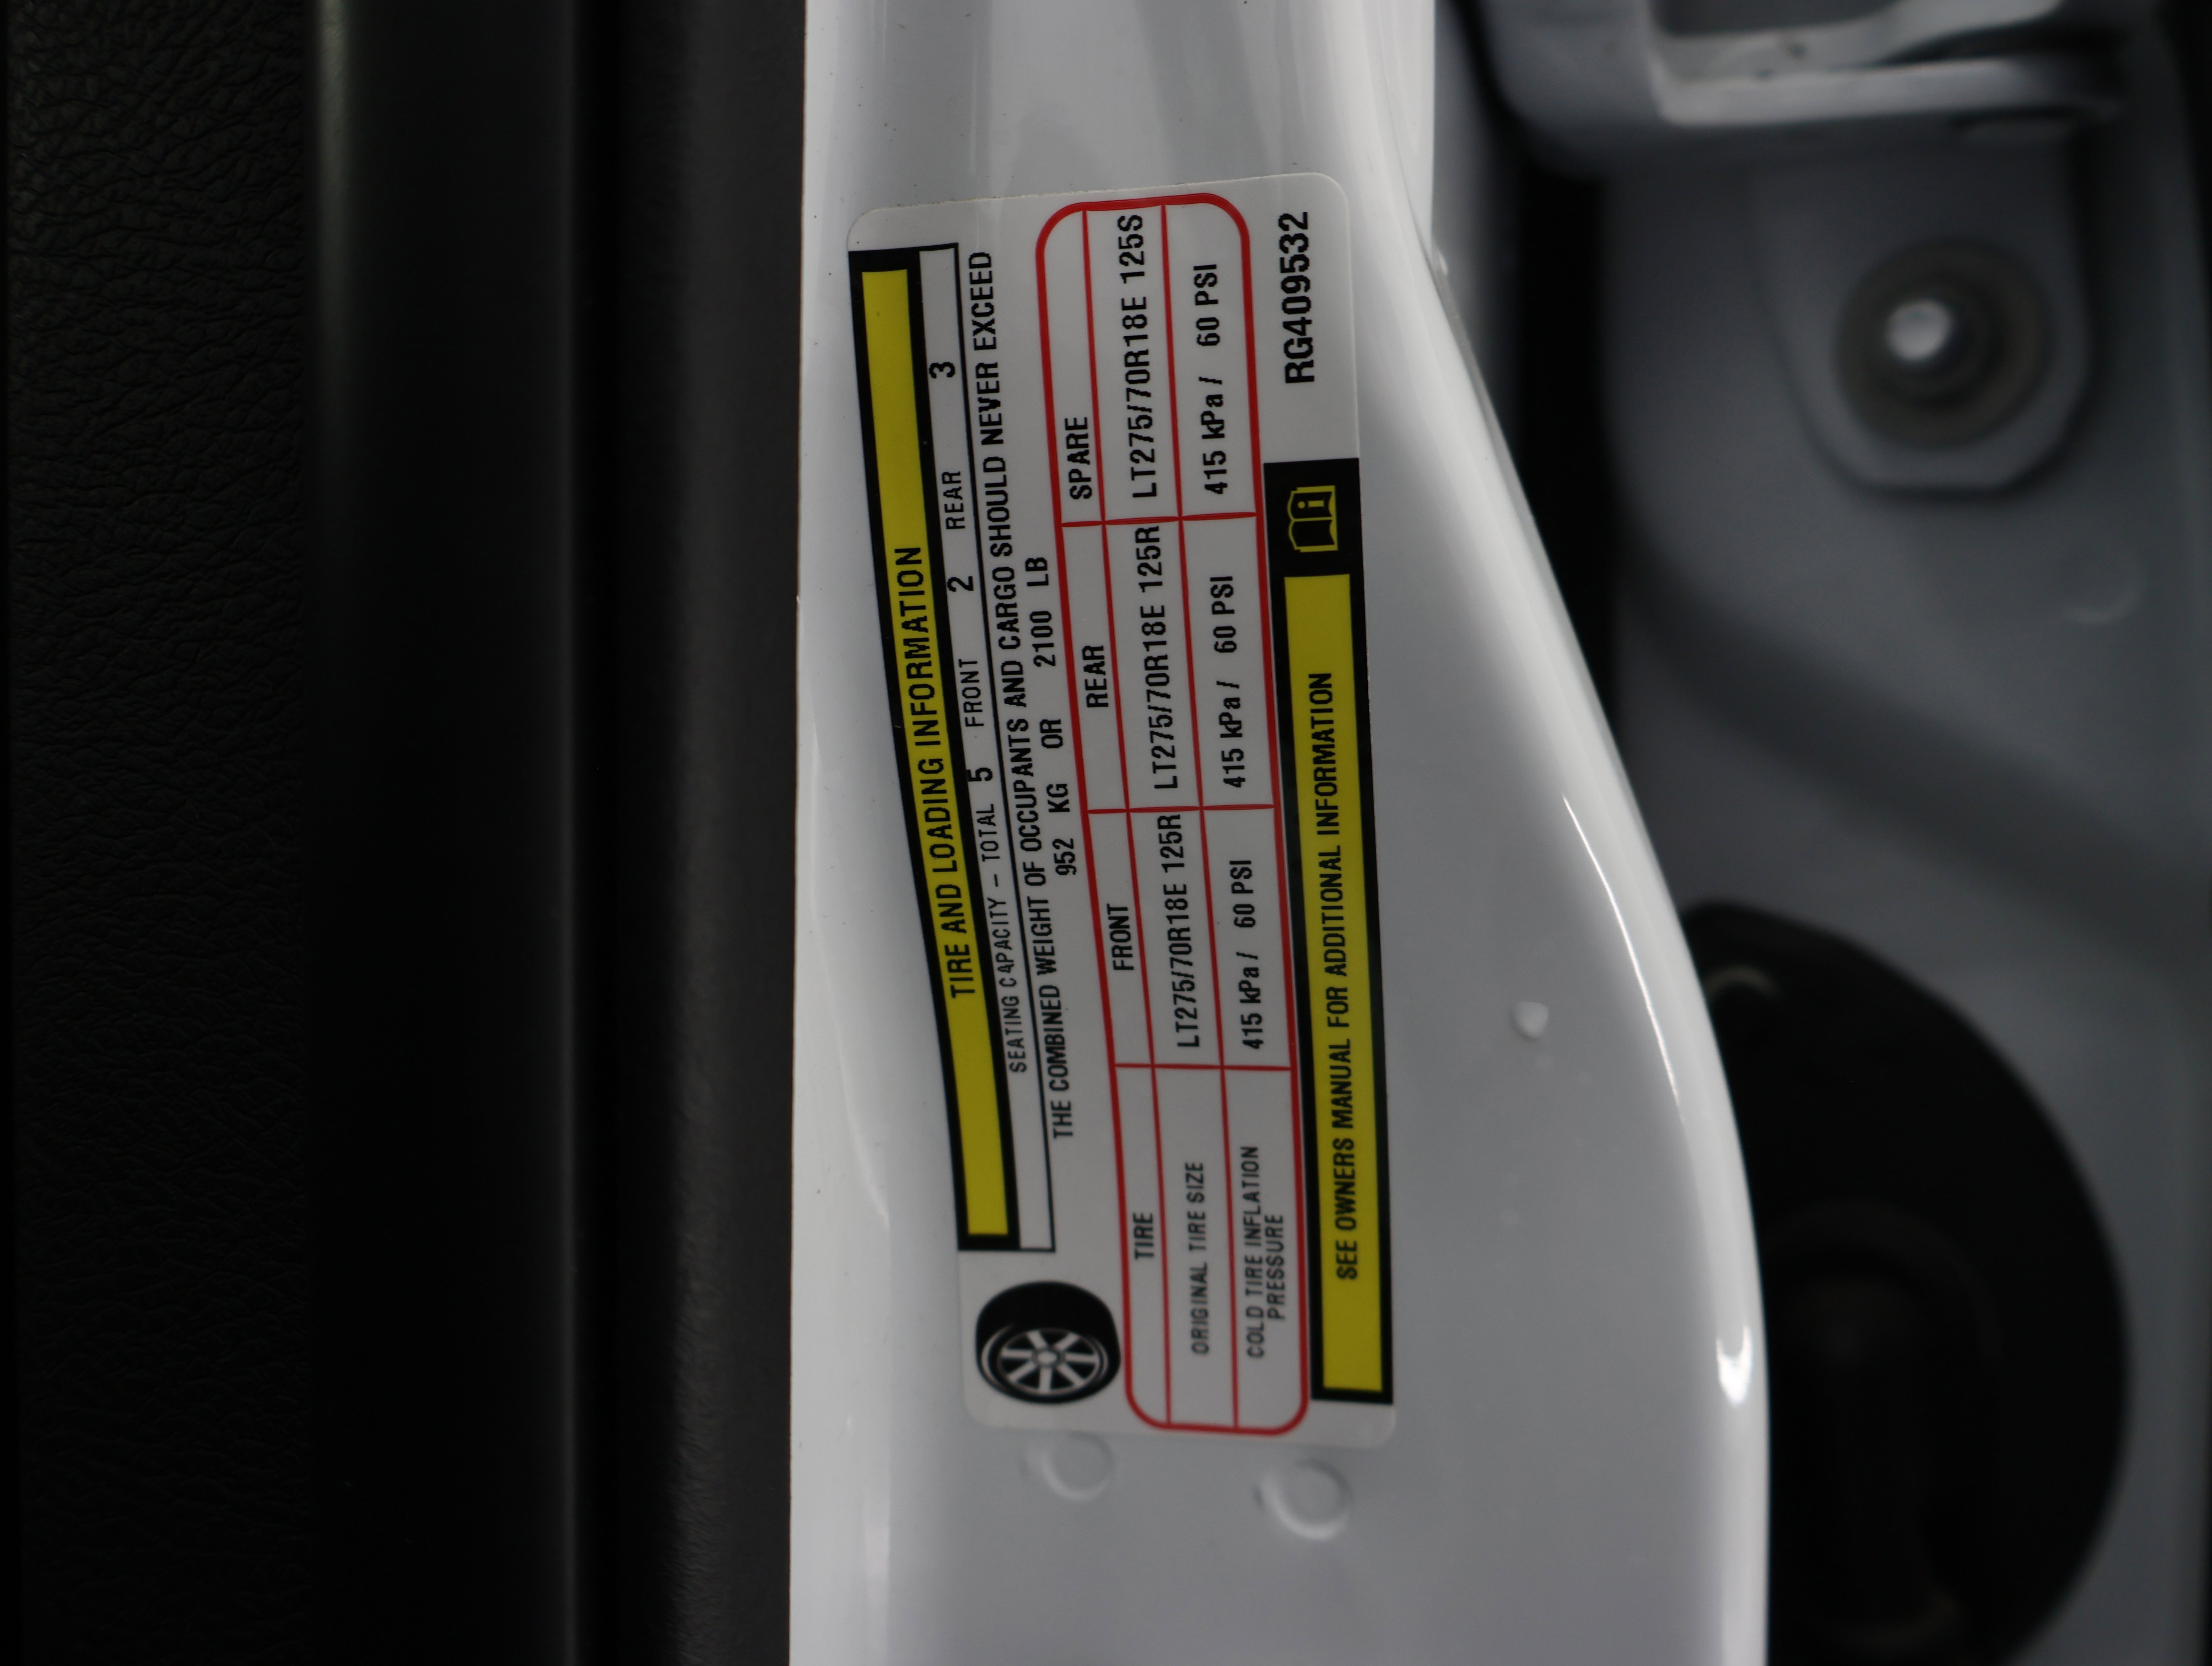 TIRE AND LOADING INFORMATION
SEATING CAPACITY – TOTAL 5 FRONT 2 REAR 3
THE COMBINED WEIGHT OF OCCUPANTS AND CARGO SHOULD NEVER EXCEED
952 KG OR 2100 LB
TIRE FRONT REAR SPARE
ORIGINAL TIRE SIZE LT275/70R18E 125R LT275/70R18E 125R LT275/70R18E 125S
COLD TIRE INFLATION PRESSURE 415 kPa / 60 PSI 415 kPa / 60 PSI 415 kPa / 60 PSI
SEE OWNERS MANUAL FOR ADDITIONAL INFORMATION
RG409532